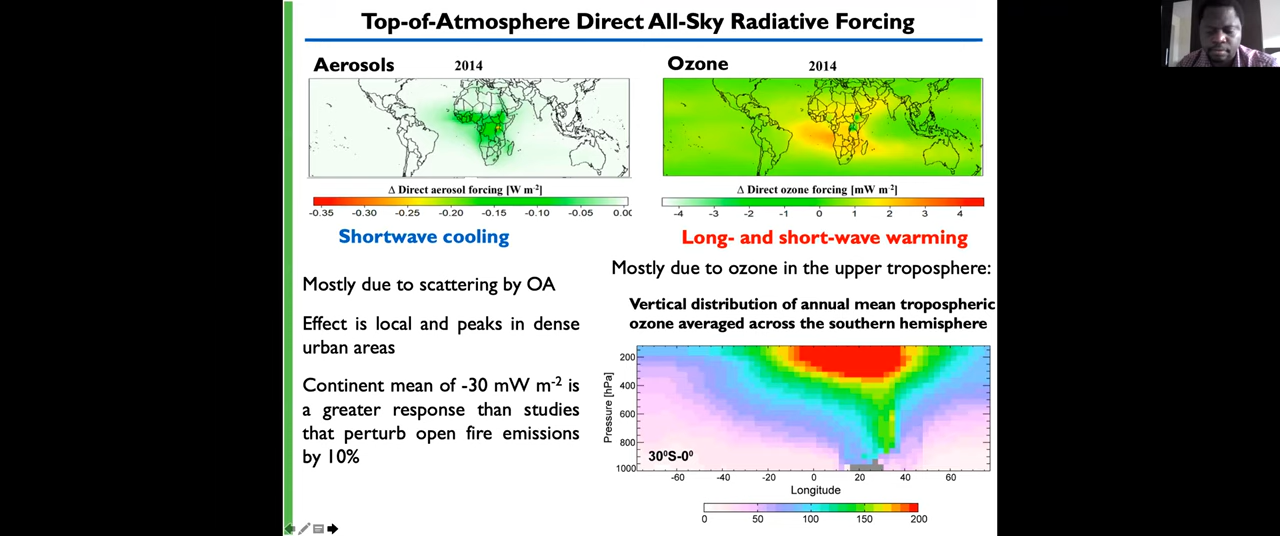 Top-of-Atmosphere Direct All-Sky Radiative Forcing
Aerosols
2014
Δ Direct aerosol forcing [W m-2]
-0.35 -0.30 -0.25 -0.20 -0.15 -0.10 -0.05 0.00
Shortwave cooling
Mostly due to scattering by OA
Effect is local and peaks in dense
urban areas
Continent mean of -30 mW m-2 is
a greater response than studies
that perturb open fire emissions
by 10%
Ozone
2014
Δ Direct ozone forcing [mW m-2]
-4 -3 -2 -1 0 1 2 3 4
Long- and short-wave warming
Mostly due to ozone in the upper troposphere:
Vertical distribution of annual mean tropospheric
ozone averaged across the southern hemisphere
Pressure [hPa]
200
400
600
800
1000
30⁰S-0⁰
-60 -40 -20 0 20 40 60
Longitude
0 50 100 150 200